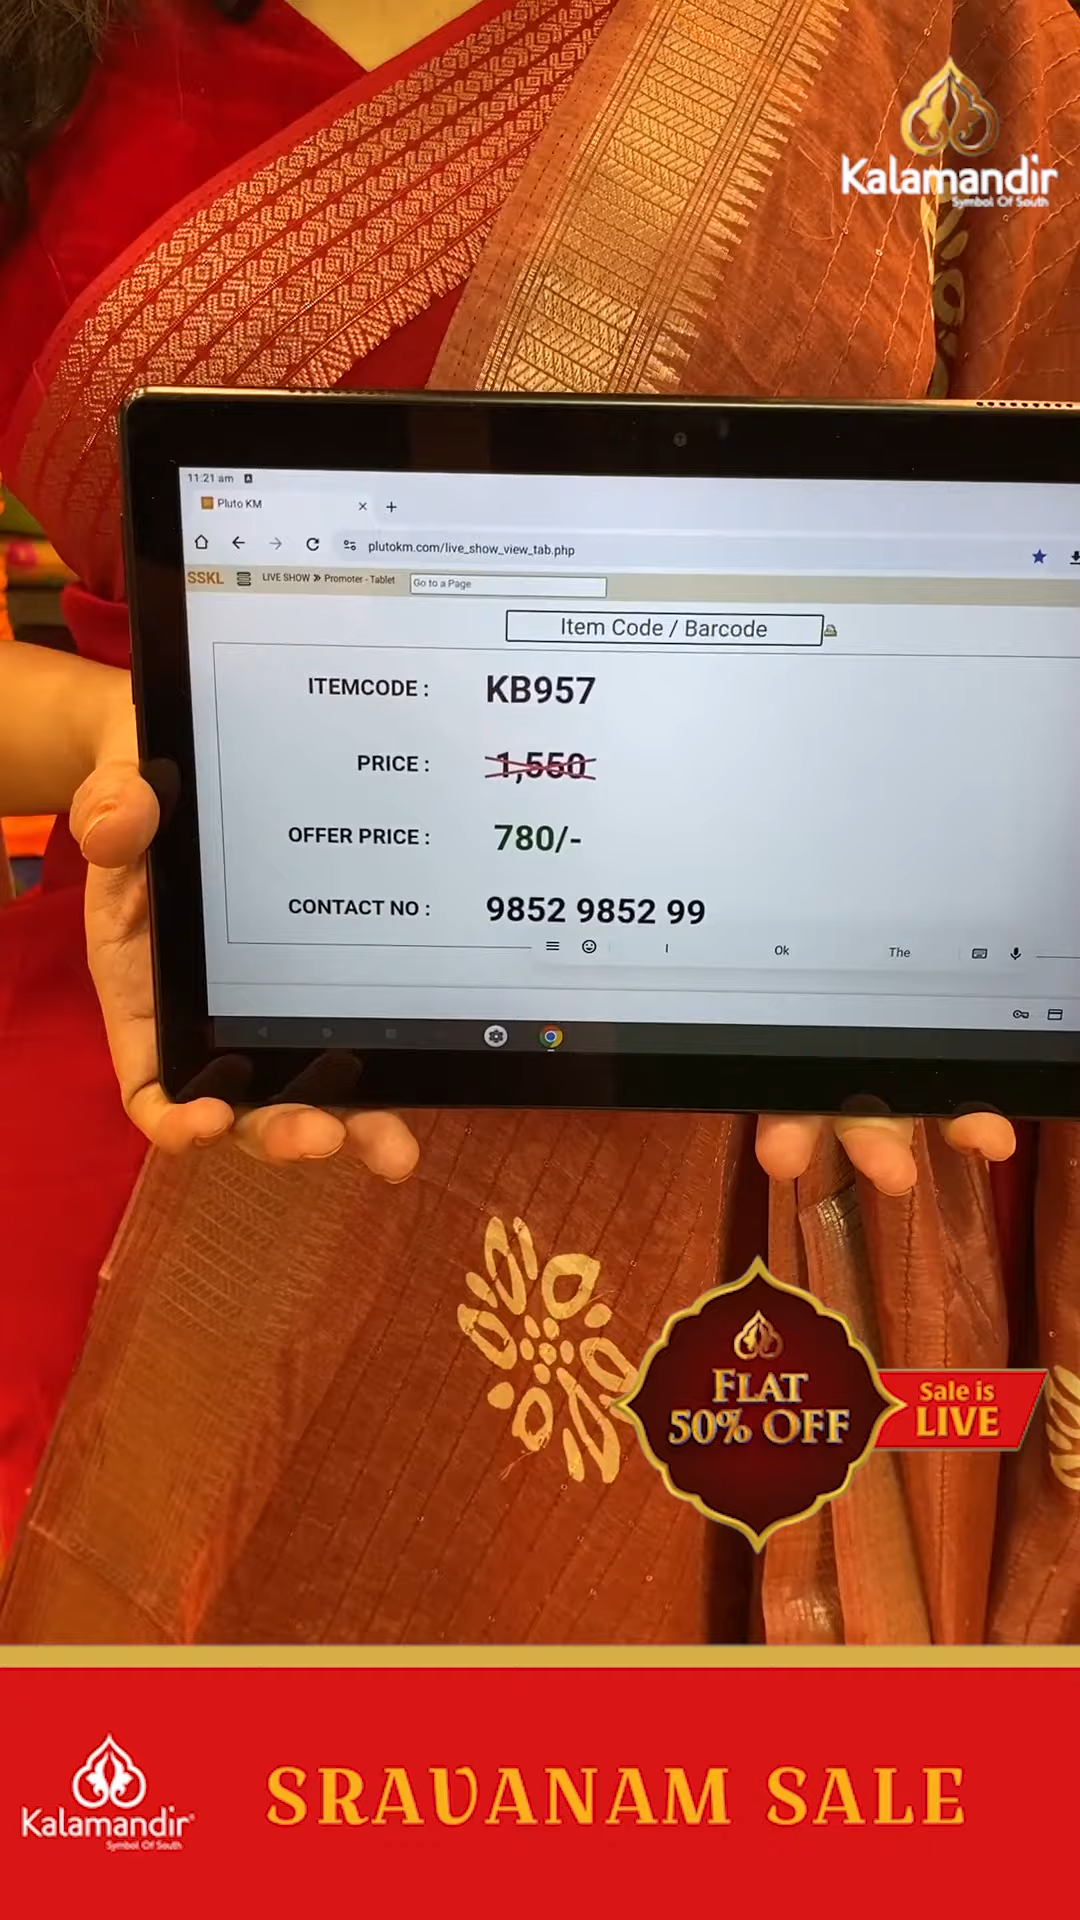 Kalamandir
Symbol Of South
11:21 am
Pluto KM
plutokm.com/live_show_view_tab.php
SSKL LIVE SHOW » Promoter - Tablet Go to a Page
Item Code / Barcode
ITEMCODE : KB957
PRICE : 1,550
OFFER PRICE : 780/-
CONTACT NO : 9852 9852 99
I Ok The
FLAT
50% OFF
Sale is
LIVE
Kalamandir
Symbol Of South
SRAVANAM SALE